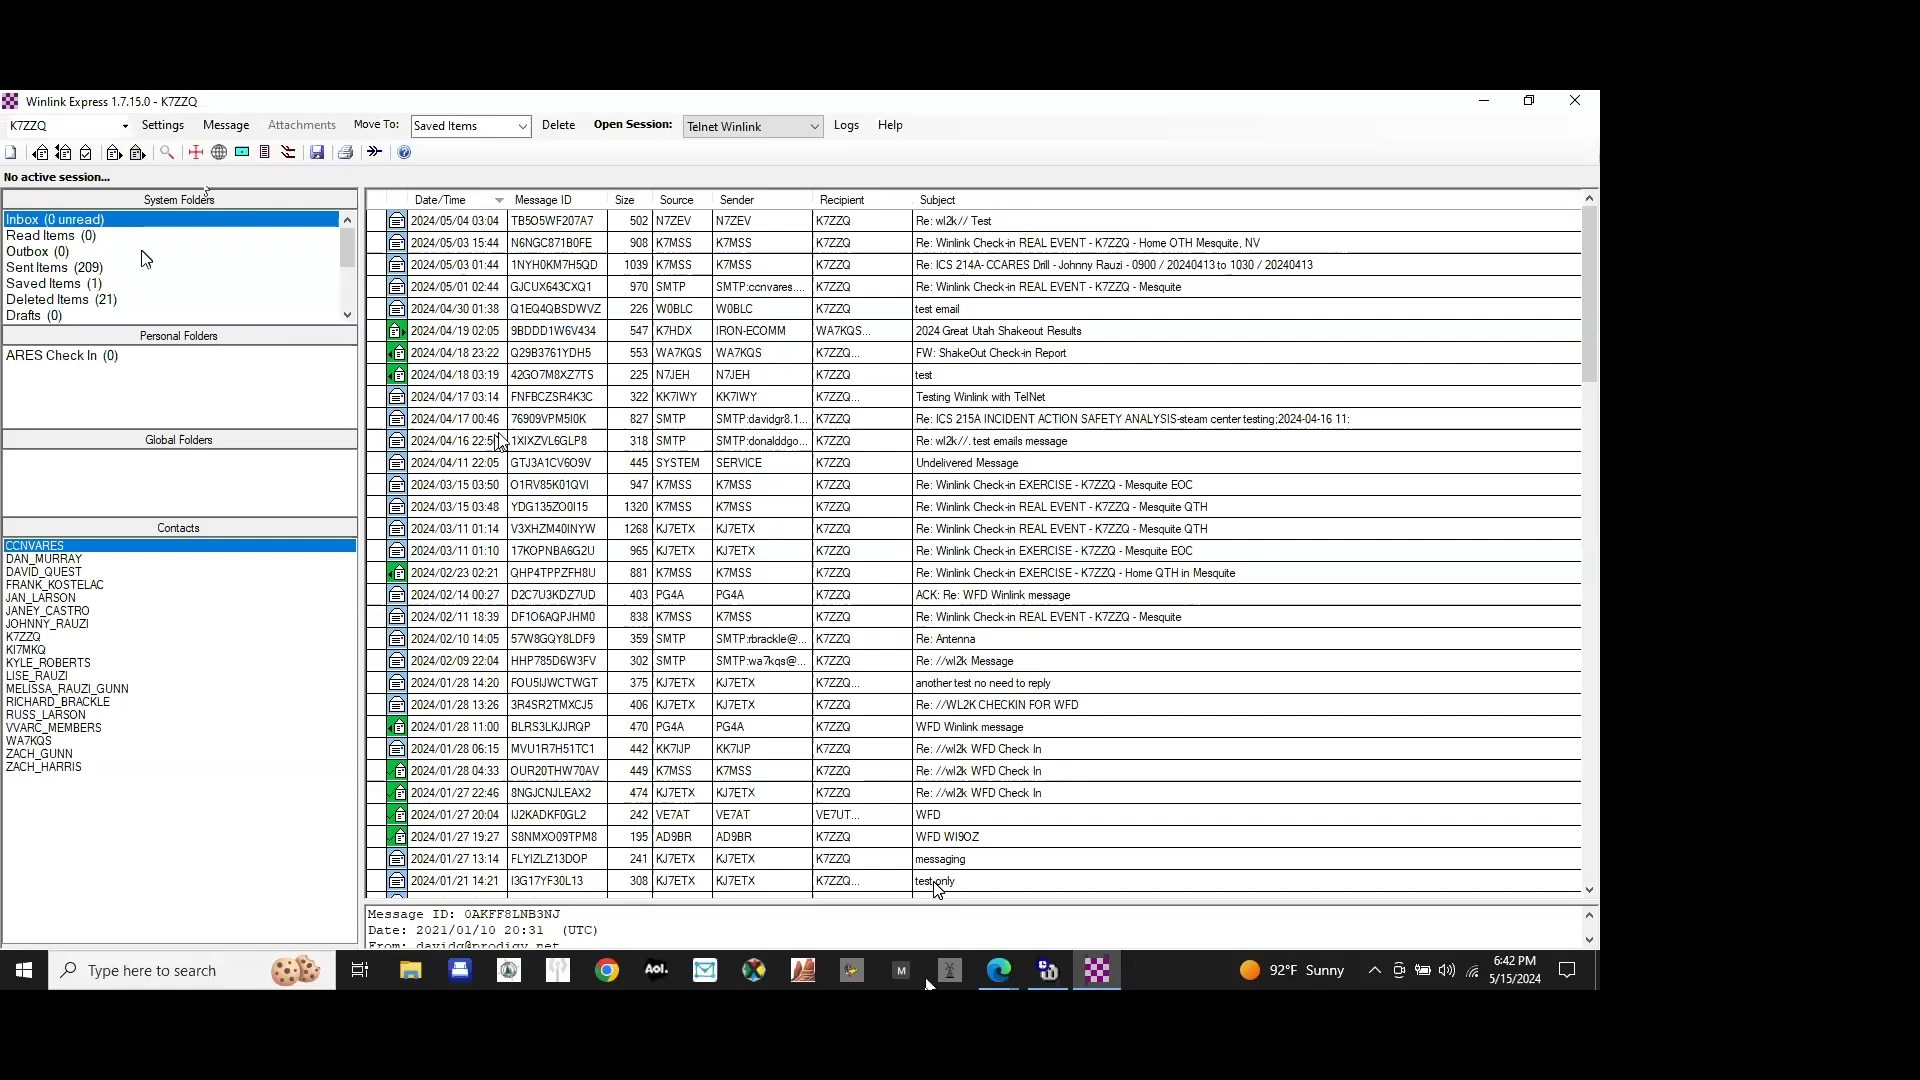 Winlink Express 1.7.15.0 - K7ZZQ
K7ZZQ Settings Message Attachments Move To: Saved Items Delete Open Session: Telnet Winlink Logs Help
No active session...
System Folders
Inbox (0 unread)
Read Items (0)
Outbox (0)
Sent Items (209)
Saved Items (1)
Deleted Items (21)
Drafts (0)
Personal Folders
ARES Check In (0)
Global Folders
Contacts
CCNVARES
DAN_MURRAY
DAVID_QUEST
FRANK_KOSTELAC
JAN_LARSON
JANEY_CASTRO
JOHNNY_RAUZI
K7ZZQ
KI7MKQ
KYLE_ROBERTS
LISE_RAUZI
MELISSA_RAUZI_GUNN
RICHARD_BRACKLE
RUSS_LARSON
VVARC_MEMBERS
WA7KQS
ZACH_GUNN
ZACH_HARRIS
Date/Time Message ID Size Source Sender Recipient Subject
2024/05/04 03:04 TB5O5WF207A7 502 N7ZEV N7ZEV K7ZZQ Re: wl2k// Test
2024/05/03 15:44 N6NGC871B0FE 908 K7MSS K7MSS K7ZZQ Re: Winlink Check-in REAL EVENT - K7ZZQ - Home OTH Mesquite, NV
2024/05/03 01:44 1NYH0KM7H5QD 1039 K7MSS K7MSS K7ZZQ Re: ICS 214A- CCARES Drill - Johnny Rauzi - 0900 / 20240413 to 1030 / 20240413
2024/05/01 02:44 GJCUX643CXQ1 970 SMTP SMTP:ccnvares.... K7ZZQ Re: Winlink Check-in REAL EVENT - K7ZZQ - Mesquite
2024/04/30 01:38 Q1EQ4QBSDWVZ 226 W0BLC W0BLC K7ZZQ test email
2024/04/19 02:05 9BDDD1W6V434 547 K7HDX IRON-ECOMM WA7KQS... 2024 Great Utah Shakeout Results
2024/04/18 23:22 Q29B3761YDH5 553 WA7KQS WA7KQS K7ZZQ... FW: ShakeOut Check-in Report
2024/04/18 03:19 42GO7M8XZ7TS 225 N7JEH N7JEH K7ZZQ... test
2024/04/17 03:14 FNFBCZSR4K3C 322 KK7IWY KK7IWY K7ZZQ Testing Winlink with TelNet
2024/04/17 00:46 76909VPM5I0K 827 SMTP SMTP:davidgr8.1... K7ZZQ Re: ICS 215A INCIDENT ACTION SAFETY ANALYSIS-steam center testing;2024-04-16 11:
2024/04/16 1XIXZVL6GLP8 318 SMTP SMTP:donalddgo... K7ZZQ Re: wl2k//. test emails message
2024/04/11 22:05 GTJ3A1CV6O9V 445 SYSTEM SERVICE K7ZZQ Undelivered Message
2024/03/15 03:50 O1RV85K01QVI 947 K7MSS K7MSS K7ZZQ Re: Winlink Check-in EXERCISE - K7ZZQ - Mesquite EOC
2024/03/15 03:48 YDG135ZO0I15 1320 K7MSS K7MSS K7ZZQ Re: Winlink Check-in REAL EVENT - K7ZZQ - Mesquite QTH
2024/03/11 01:14 V3XHZM40INYW 1268 KJ7ETX KJ7ETX K7ZZQ Re: Winlink Check-in REAL EVENT - K7ZZQ - Mesquite QTH
2024/03/11 01:10 17KOPNBA6G2U 965 KJ7ETX KJ7ETX K7ZZQ Re: Winlink Check-in EXERCISE - K7ZZQ - Mesquite EOC
2024/02/23 02:21 QHP4TPPZFH8U 881 K7MSS K7MSS K7ZZQ Re: Winlink Check-in EXERCISE - K7ZZQ - Home QTH in Mesquite
2024/02/14 00:27 D2C7U3KDZ7UD 403 PG4A PG4A K7ZZQ ACK: Re: WFD Winlink message
2024/02/11 18:39 DF1O6AQPJHM0 838 K7MSS K7MSS K7ZZQ Re: Winlink Check-in REAL EVENT - K7ZZQ - Mesquite
2024/02/10 14:05 57W8GQY8LDF9 359 SMTP SMTP:rbrackle@... K7ZZQ Re: Antenna
2024/02/09 22:04 HHP785D6W3FV 302 SMTP SMTP:wa7kqs@... K7ZZQ Re: //wl2k Message
2024/01/28 14:20 FOU5IJWCTWGT 375 KJ7ETX KJ7ETX K7ZZQ... another test no need to reply
2024/01/28 13:26 3R4SR2TMXCJ5 406 KJ7ETX KJ7ETX K7ZZQ Re: //WL2K CHECKIN FOR WFD
2024/01/28 11:00 BLRS3LKJJRQP 470 PG4A PG4A K7ZZQ WFD Winlink message
2024/01/28 06:15 MVU1R7H51TC1 442 KK7IJP KK7IJP K7ZZQ Re: //wl2k WFD Check In
2024/01/28 04:33 OUR20THW70AV 449 K7MSS K7MSS K7ZZQ Re: //wl2k WFD Check In
2024/01/27 22:46 8NGJCNJLEAX2 474 KJ7ETX KJ7ETX K7ZZQ Re: //wl2k WFD Check In
2024/01/27 20:04 IJ2KADKF0GL2 242 VE7AT VE7AT VE7UT... WFD
2024/01/27 19:27 S8NMXO09TPM8 195 AD9BR AD9BR K7ZZQ WFD WI9OZ
2024/01/27 13:14 FLYIZLZ13DOP 241 KJ7ETX KJ7ETX K7ZZQ messaging
2024/01/21 14:21 I3G17YF30L13 308 KJ7ETX KJ7ETX K7ZZQ... test only
Message ID: 0AKFF8LNB3NJ
Date: 2021/01/10 20:31 (UTC)
From: davidg@prodigy.net
Type here to search
Aol.
M
92°F Sunny
6:42 PM
5/15/2024